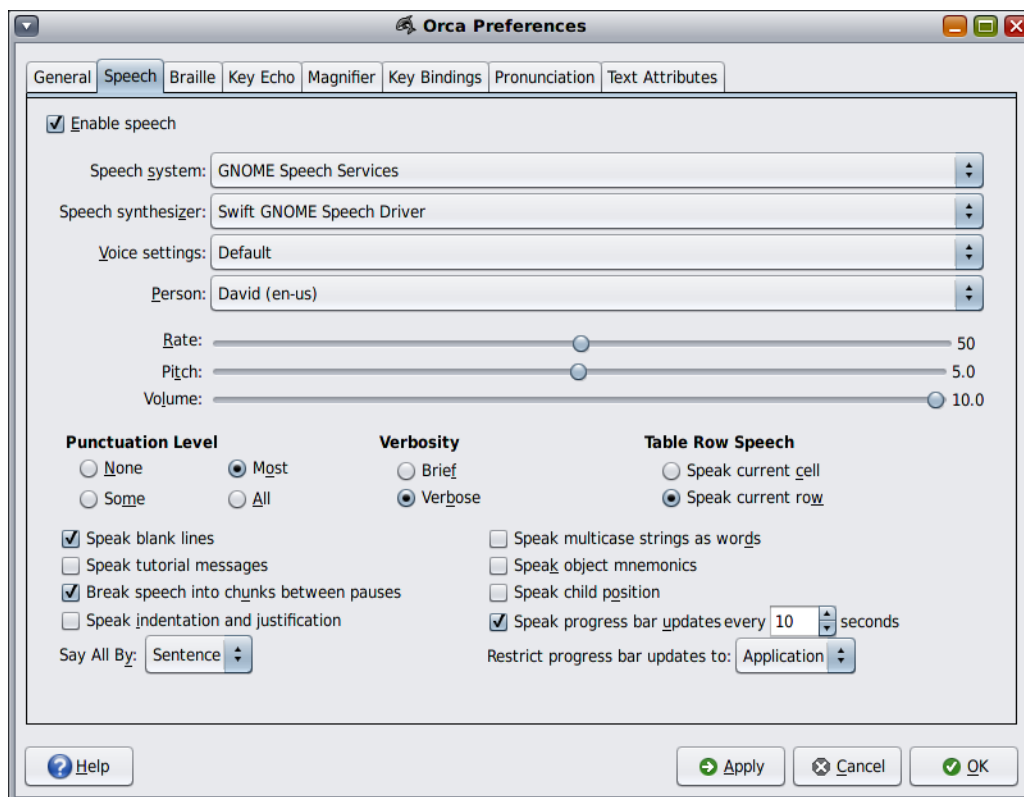 Orca Preferences
General Speech Braille Key Echo Magnifier Key Bindings Pronunciation Text Attributes
Enable speech
Speech system: GNOME Speech Services
Speech synthesizer: Swift GNOME Speech Driver
Voice settings: Default
Person: David (en-us)
Rate: 50
Pitch: 5.0
Volume: 10.0
Punctuation Level Verbosity Table Row Speech
None Most Brief Speak current cell
Some All Verbose Speak current row
Speak blank lines Speak multicase strings as words
Speak tutorial messages Speak object mnemonics
Break speech into chunks between pauses Speak child position
Speak indentation and justification Speak progress bar updates every 10 seconds
Say All By: Sentence Restrict progress bar updates to: Application
Help Apply Cancel OK